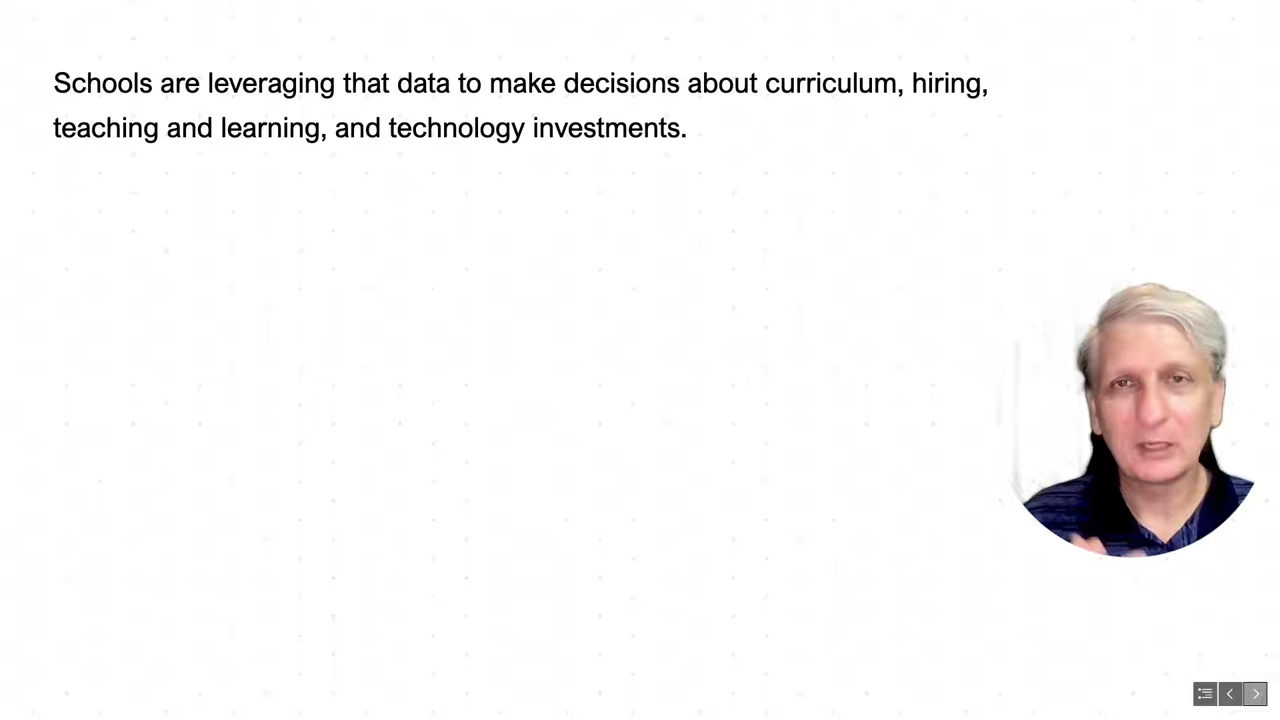 Schools are leveraging that data to make decisions about curriculum, hiring,
teaching and learning, and technology investments.